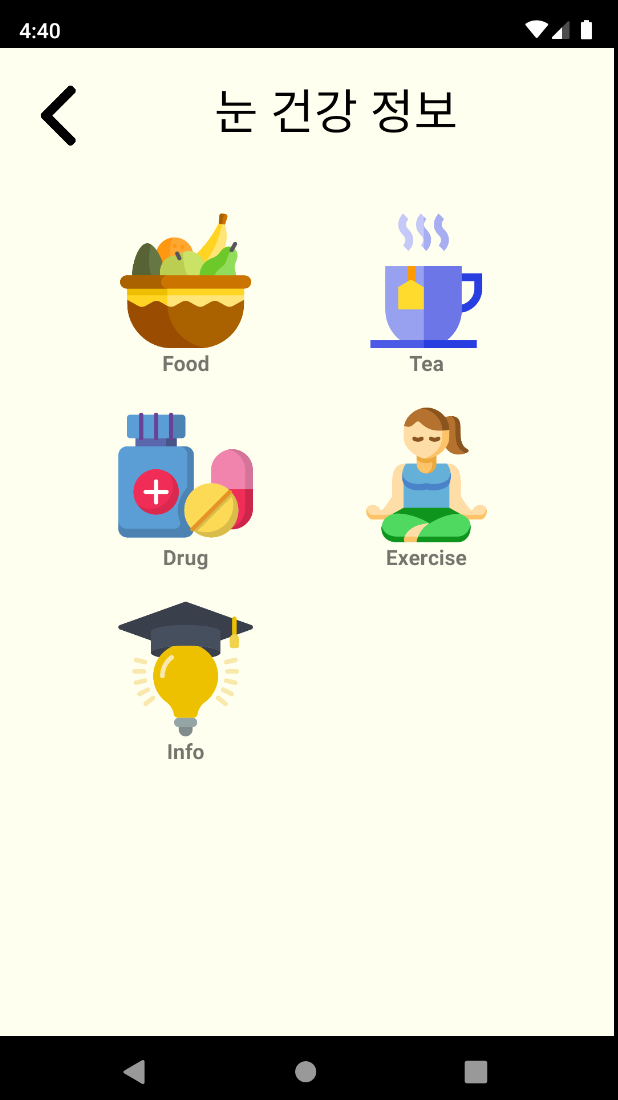 4:40
눈 건강 정보
Food
Tea
Drug
Exercise
Info